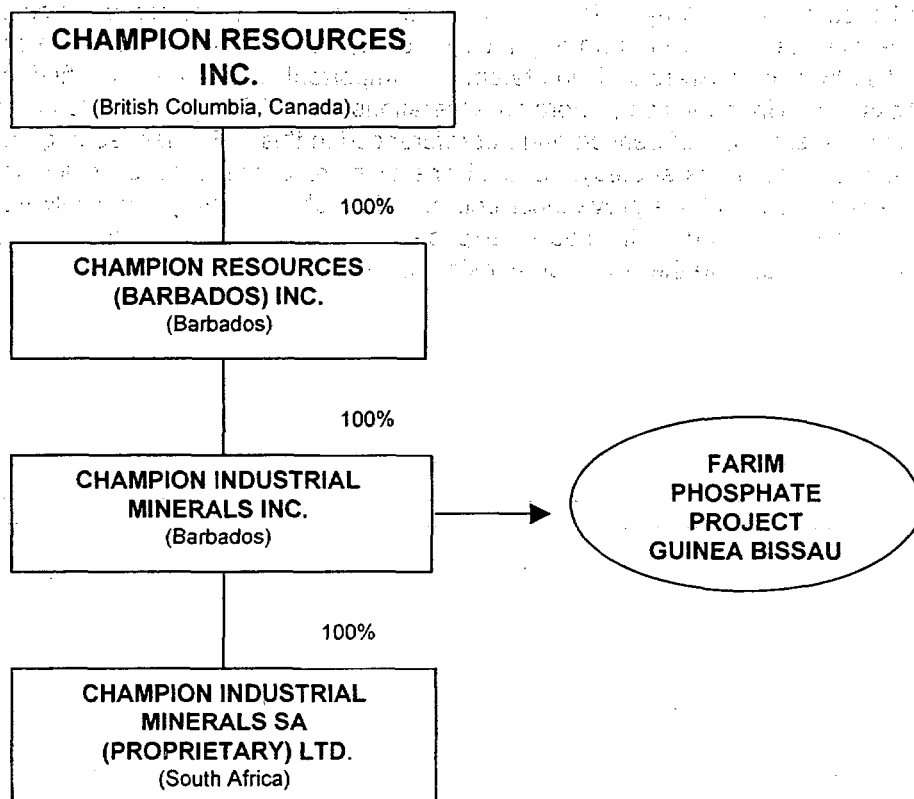 CHAMPION RESOURCES
INC.
(British Columbia, Canada)
100%
CHAMPION RESOURCES
(BARBADOS) INC.
(Barbados)
100%
CHAMPION INDUSTRIAL
MINERALS INC.
(Barbados)
FARIM
PHOSPHATE
PROJECT
GUINEA BISSAU
100%
CHAMPION INDUSTRIAL
MINERALS SA
(PROPRIETARY) LTD.
(South Africa)